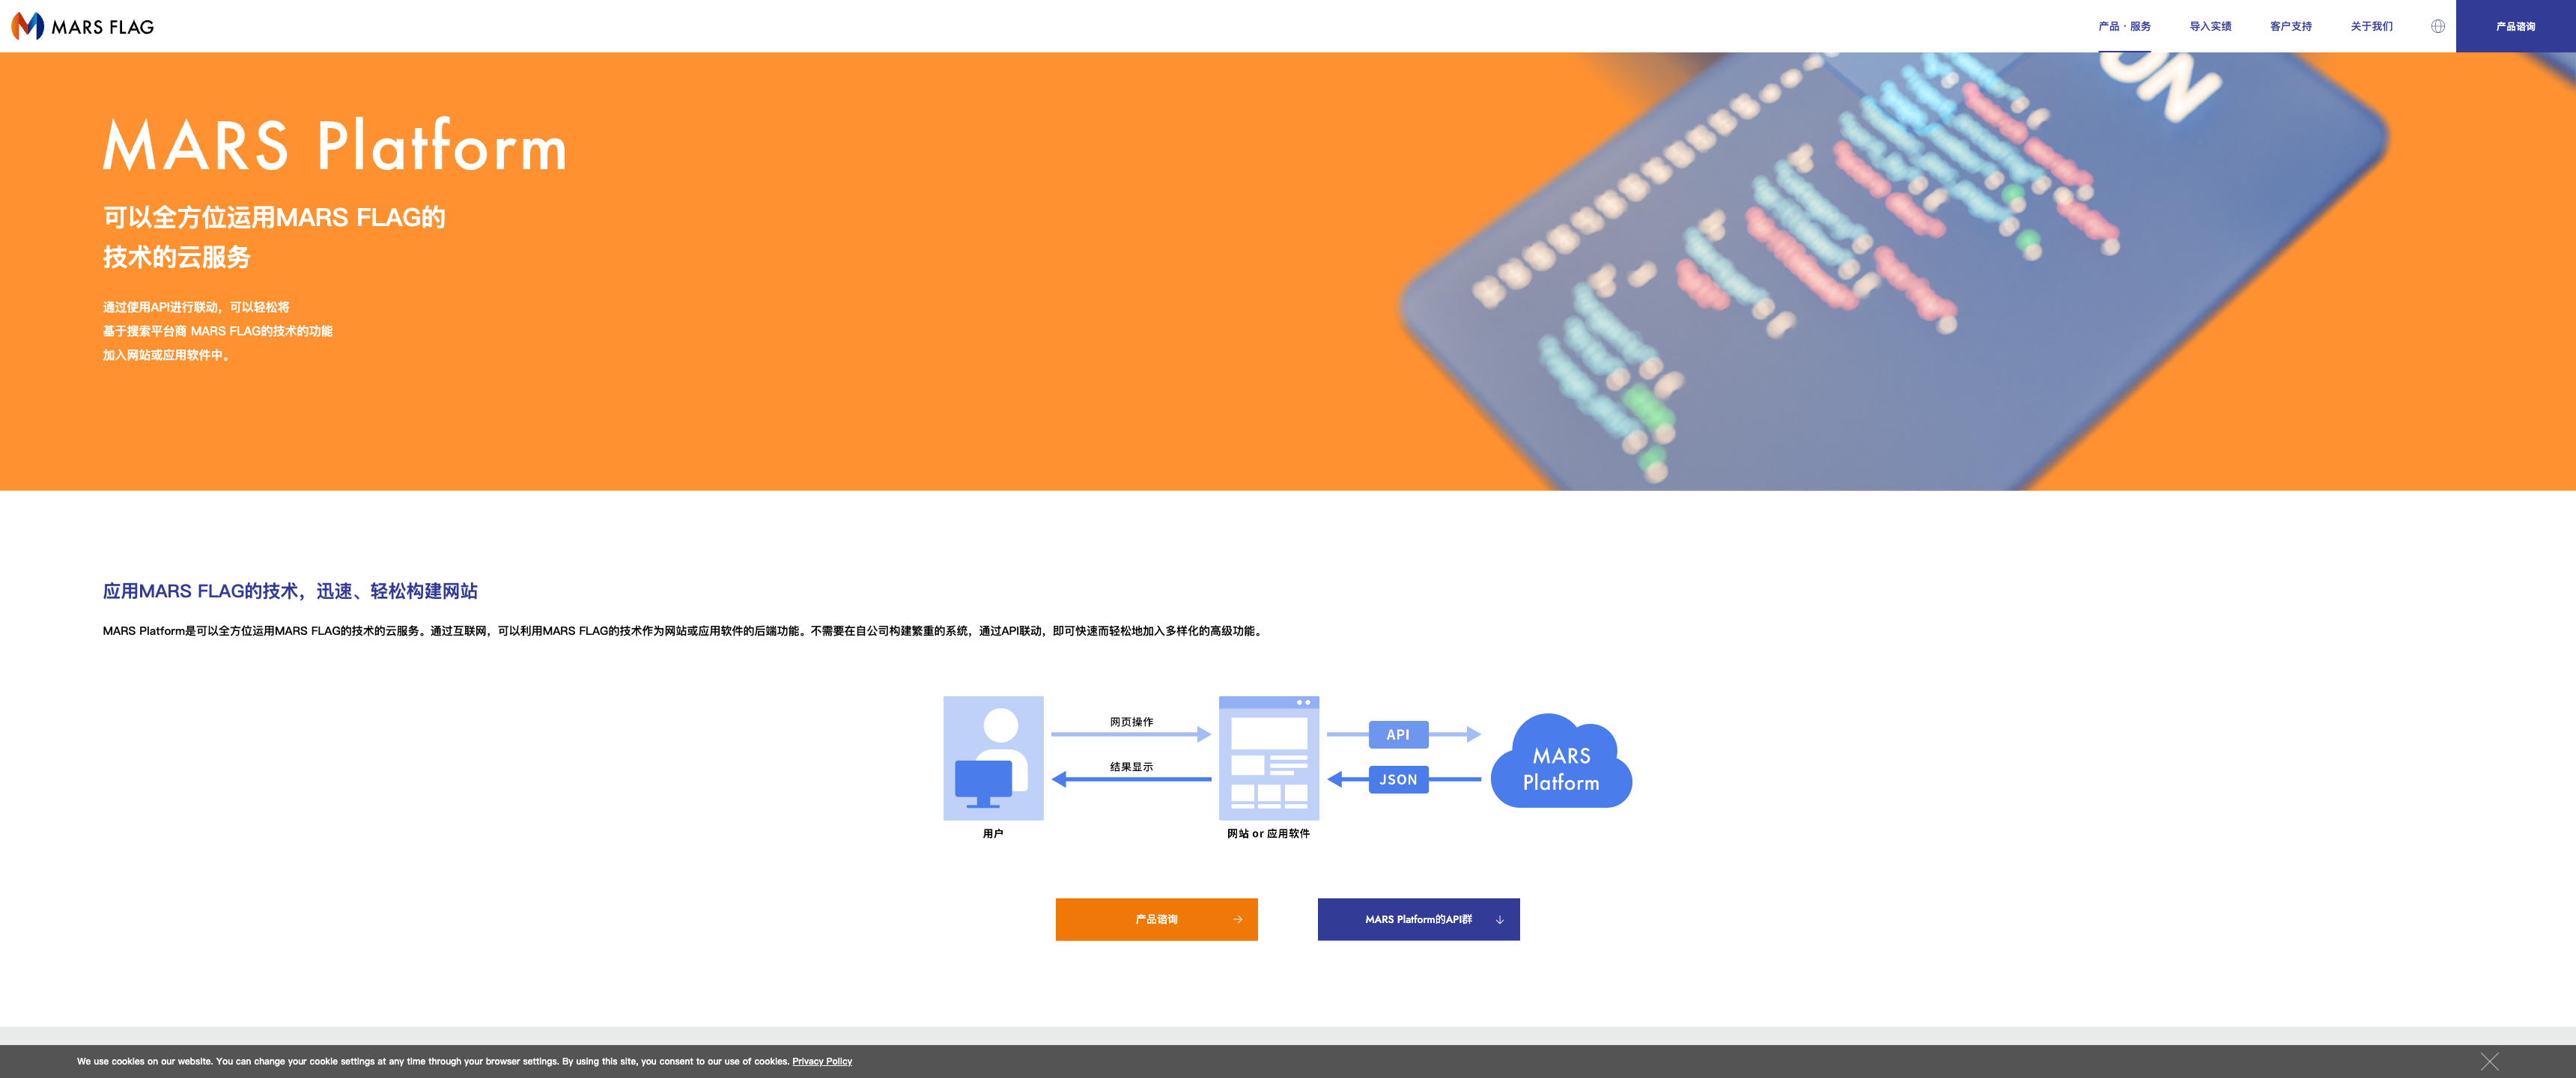 MARS FLAG
产品・服务
导入实绩
客户支持
关于我们
产品谘询
ON
MARS Platform
可以全方位运用MARS FLAG的
技术的云服务
通过使用API进行联动，可以轻松将
基于搜索平台商 MARS FLAG的技术的功能
加入网站或应用软件中。
应用MARS FLAG的技术，迅速、轻松构建网站
MARS Platform是可以全方位运用MARS FLAG的技术的云服务。通过互联网，可以利用MARS FLAG的技术作为网站或应用软件的后端功能。不需要在自公司构建繁重的系统，通过API联动，即可快速而轻松地加入多样化的高级功能。
网页操作
结果显示
API
JSON
MARS
Platform
用户
网站 or 应用软件
产品谘询
MARS Platform的API群
We use cookies on our website. You can change your cookie settings at any time through your browser settings. By using this site, you consent to our use of cookies. Privacy Policy